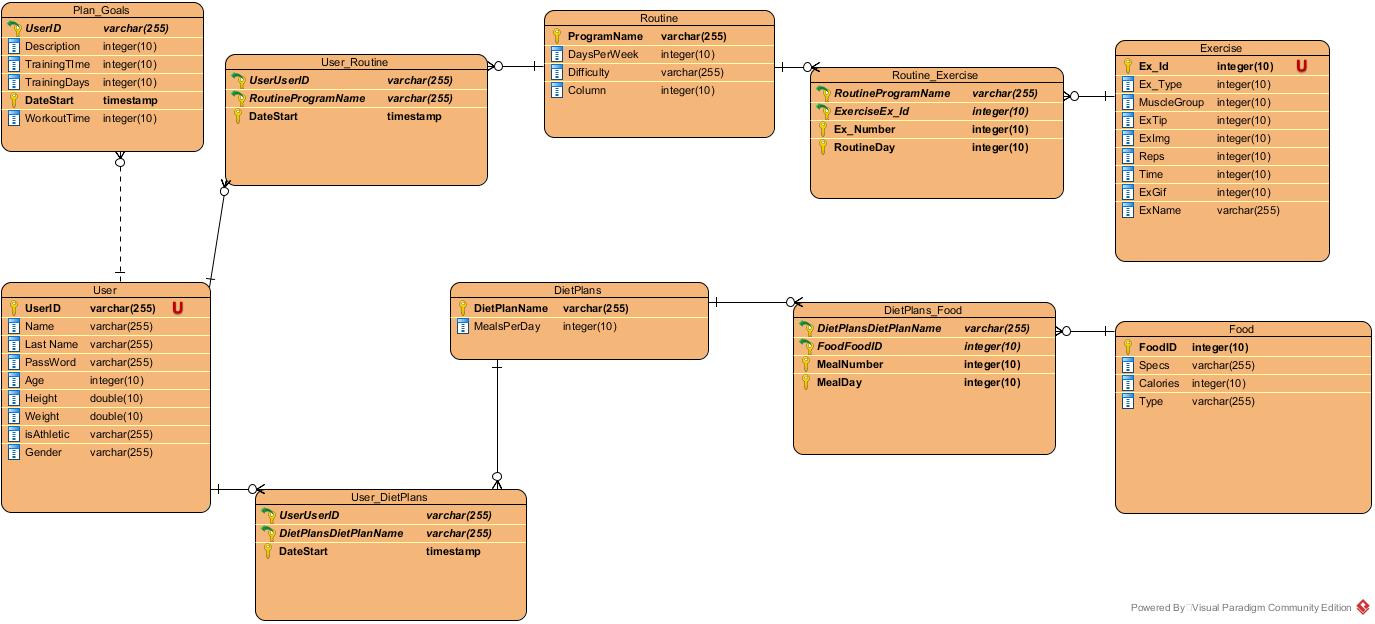 Plan_Goals
UserID varchar(255)
Description integer(10)
TrainingTIme integer(10)
TrainingDays integer(10)
DateStart timestamp
WorkoutTime integer(10)
User_Routine
UserUserID varchar(255)
RoutineProgramName varchar(255)
DateStart timestamp
Routine
ProgramName varchar(255)
DaysPerWeek integer(10)
Difficulty varchar(255)
Column integer(10)
Routine_Exercise
RoutineProgramName varchar(255)
ExerciseEx_Id integer(10)
Ex_Number integer(10)
RoutineDay integer(10)
Exercise
Ex_Id integer(10) U
Ex_Type integer(10)
MuscleGroup integer(10)
ExTip integer(10)
ExImg integer(10)
Reps integer(10)
Time integer(10)
ExGif integer(10)
ExName varchar(255)
User
UserID varchar(255) U
Name varchar(255)
Last Name varchar(255)
PassWord varchar(255)
Age integer(10)
Height double(10)
Weight double(10)
isAthletic varchar(255)
Gender varchar(255)
DietPlans
DietPlanName varchar(255)
MealsPerDay integer(10)
DietPlans_Food
DietPlansDietPlanName varchar(255)
FoodFoodID integer(10)
MealNumber integer(10)
MealDay integer(10)
Food
FoodID integer(10)
Specs varchar(255)
Calories integer(10)
Type varchar(255)
User_DietPlans
UserUserID varchar(255)
DietPlansDietPlanName varchar(255)
DateStart timestamp
Powered By Visual Paradigm Community Edition